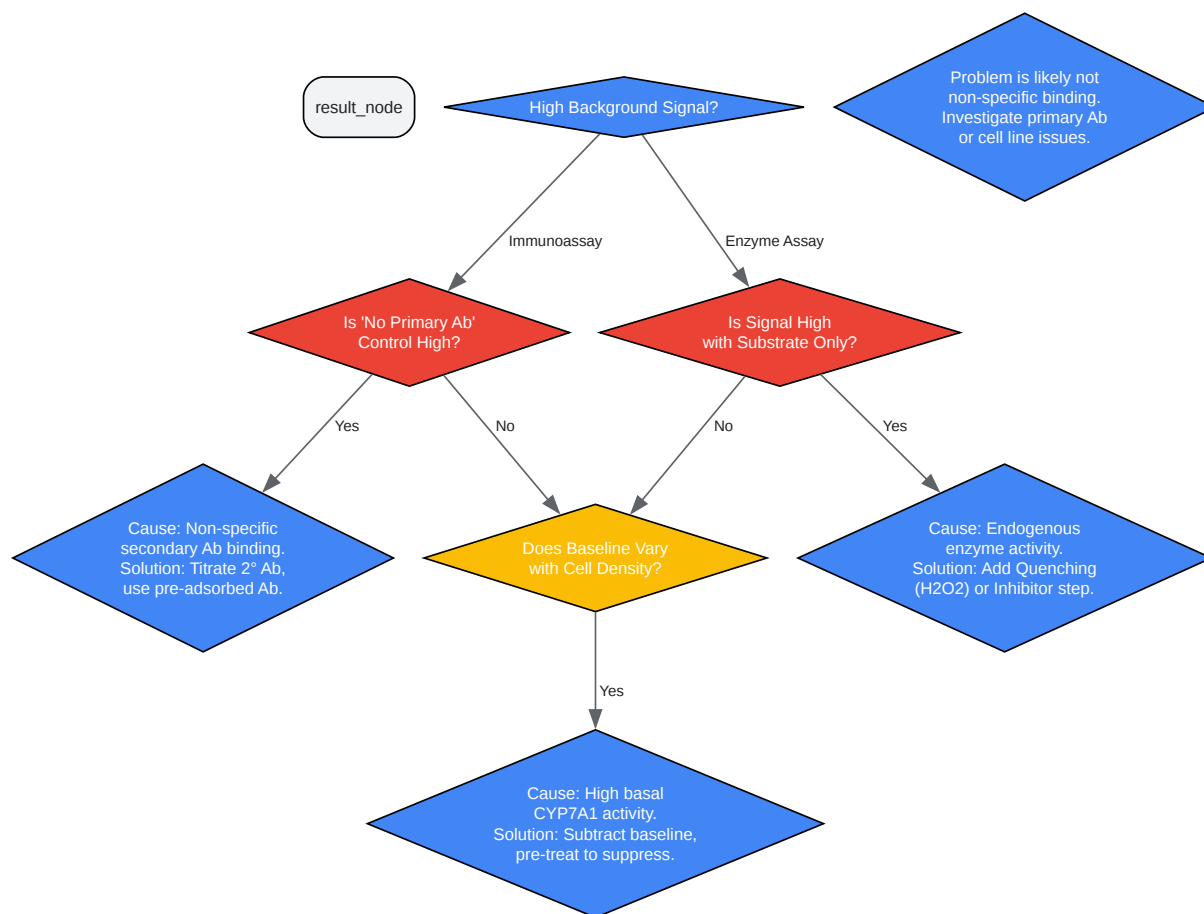 result_node
High Background Signal?
Problem is likely not
non-specific binding.
Investigate primary Ab
or cell line issues.
Immunoassay
Enzyme Assay
Is 'No Primary Ab'
Control High?
Is Signal High
with Substrate Only?
Yes
No
No
Yes
Cause: Non-specific
secondary Ab binding.
Solution: Titrate 2° Ab,
use pre-adsorbed Ab.
Does Baseline Vary
with Cell Density?
Cause: Endogenous
enzyme activity.
Solution: Add Quenching
(H2O2) or Inhibitor step.
Yes
Cause: High basal
CYP7A1 activity.
Solution: Subtract baseline,
pre-treat to suppress.